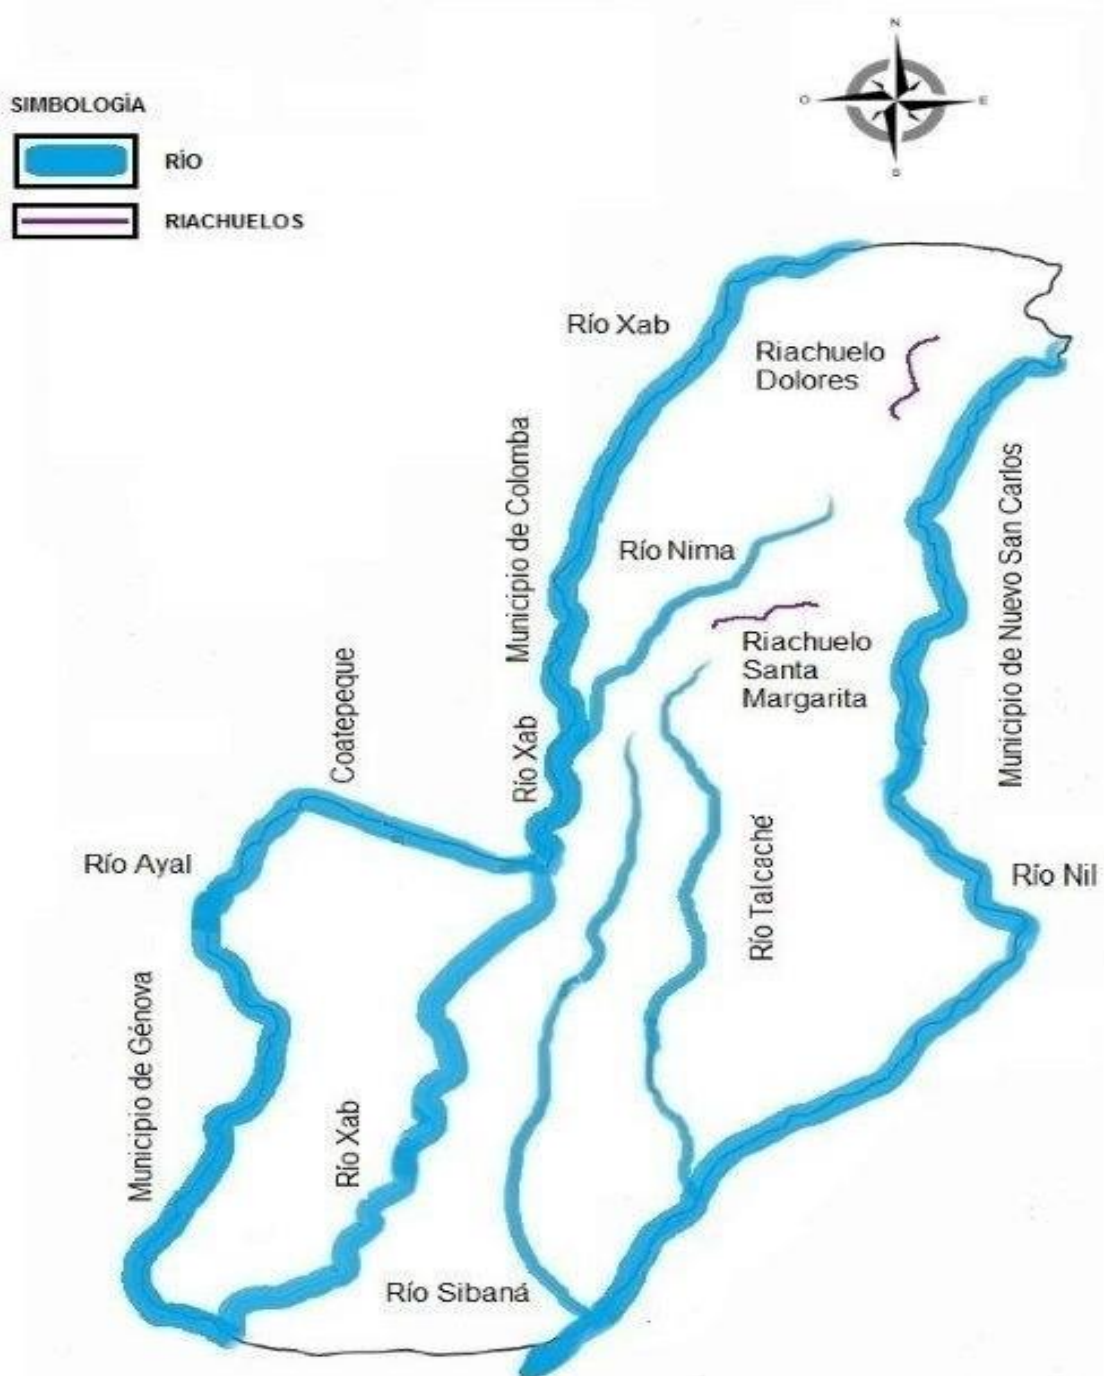 N
O
E
S
SIMBOLOGÍA
RÍO
RIACHUELOS
Río Xab
Riachuelo
Dolores
Municipio de Colomba
Municipio de Nuevo San Carlos
Río Nima
Riachuelo
Santa
Margarita
Coatepeque
Río Xab
Río Ayal
Río Talcaché
Río Nil
Municipio de Génova
Río Xab
Río Sibaná